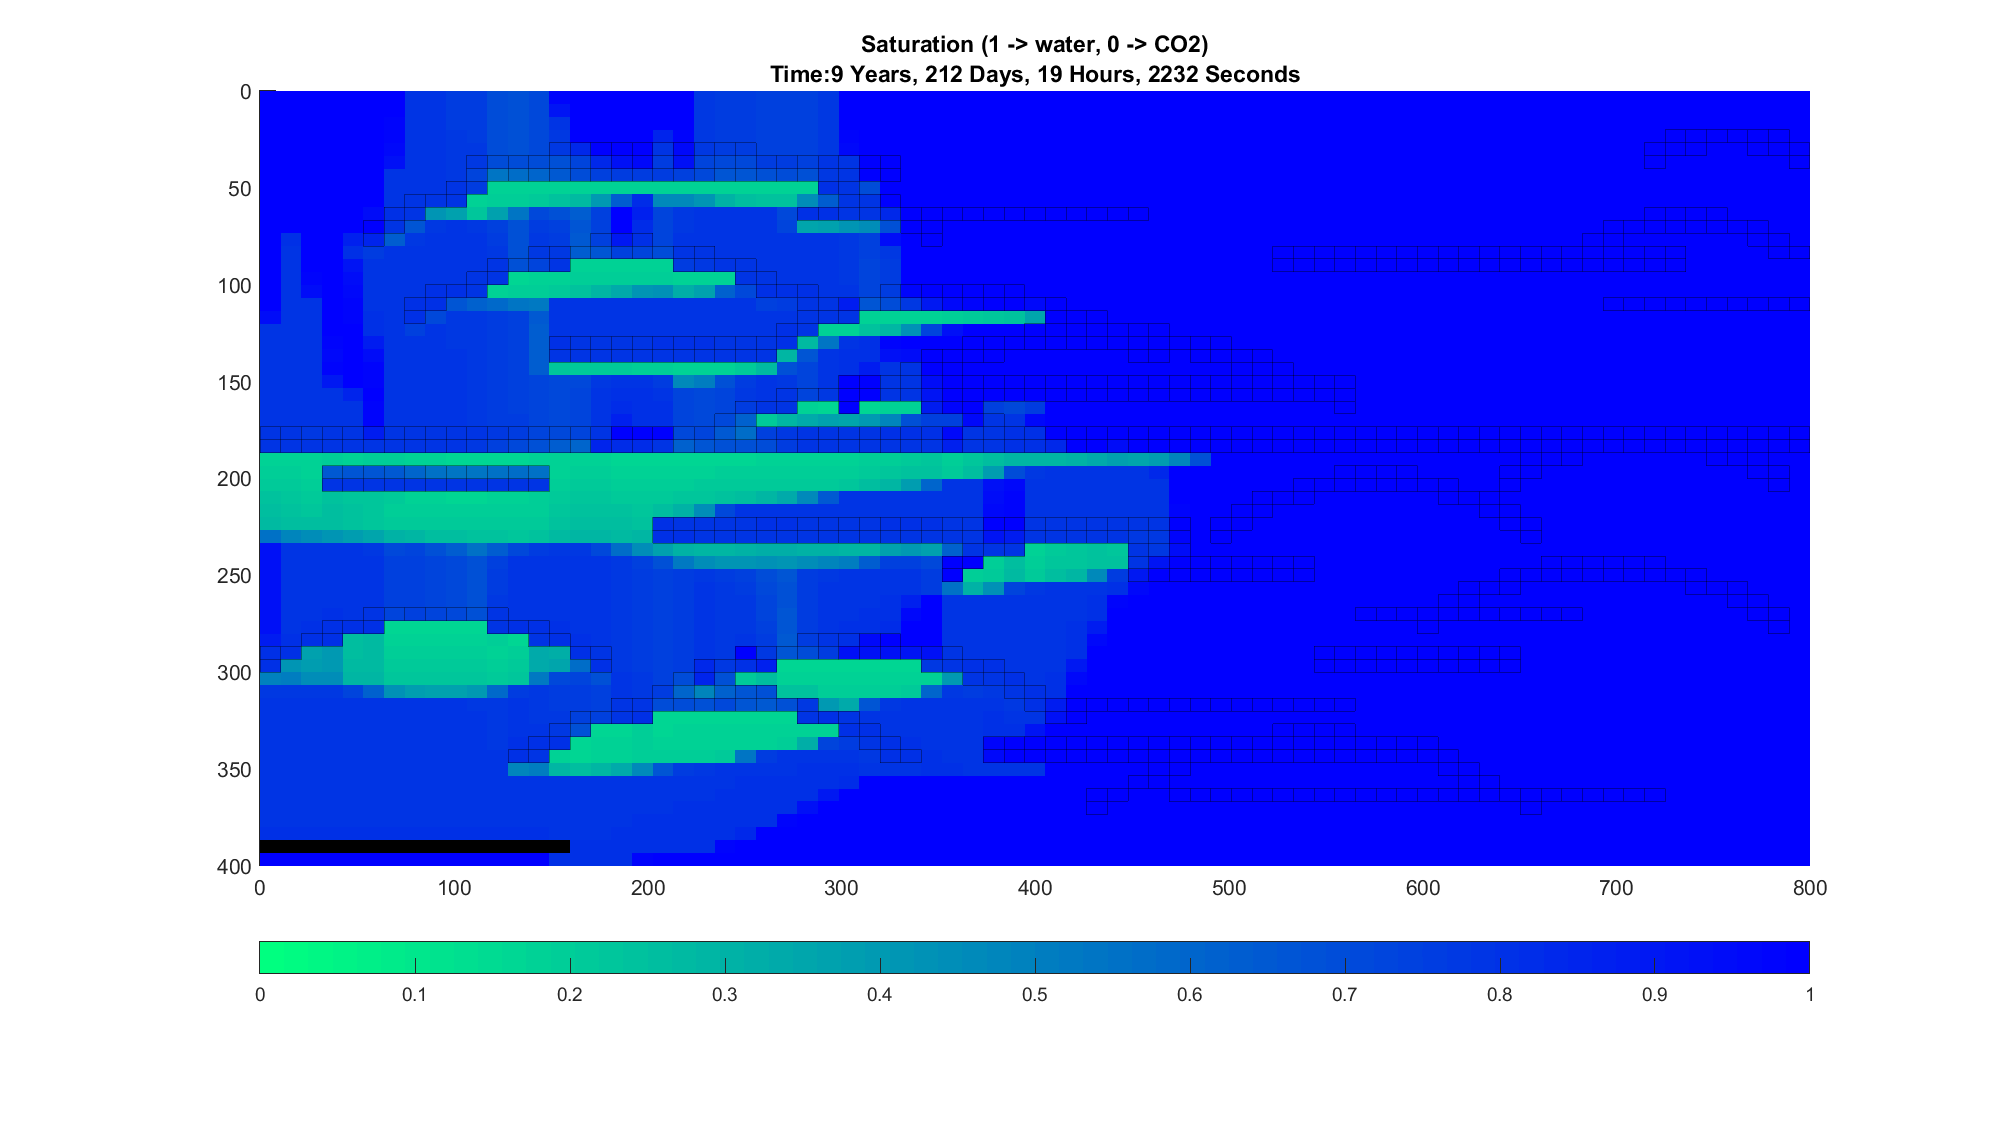 Saturation (1 -> water, 0 -> CO2)
Time:9 Years, 212 Days, 19 Hours, 2232 Seconds
0
50
100
150
200
250
300
350
400
0 100 200 300 400 500 600 700 800
0 0.1 0.2 0.3 0.4 0.5 0.6 0.7 0.8 0.9 1